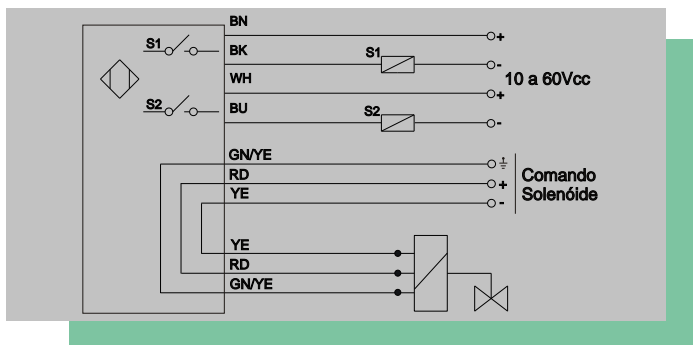 BN
+
S1
BK
S1
-
10 a 60Vcc
WH
+
S2
BU
S2
-
GN/YE
RD
+
Comando
Solenóide
YE
-
YE
RD
GN/YE